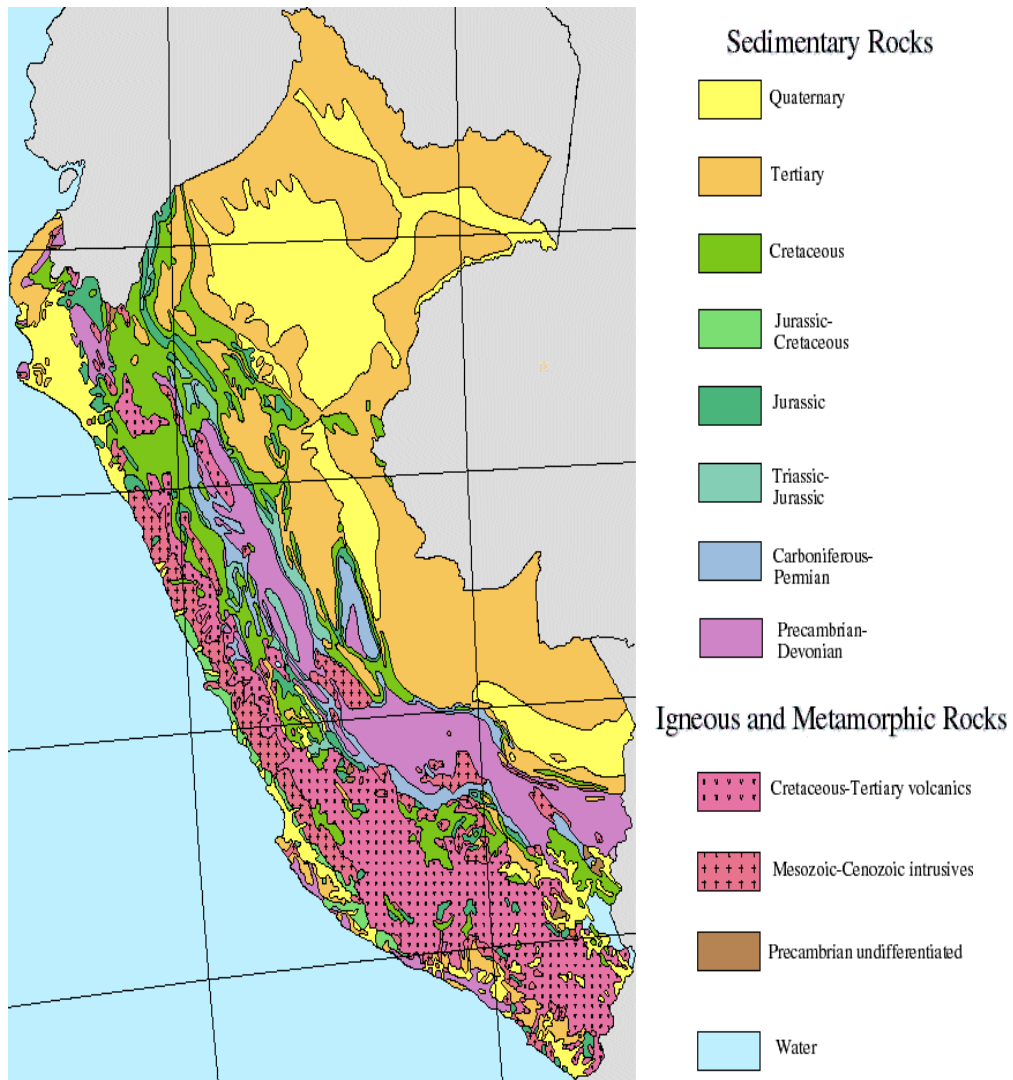 Sedimentary Rocks
Quaternary
Tertiary
Cretaceous
Jurassic-
Cretaceous
Jurassic
Triassic-
Jurassic
Carboniferous-
Permian
Precambrian-
Devonian
Igneous and Metamorphic Rocks
Cretaceous-Tertiary volcanics
Mesozoic-Cenozoic intrusives
Precambrian undifferentiated
Water